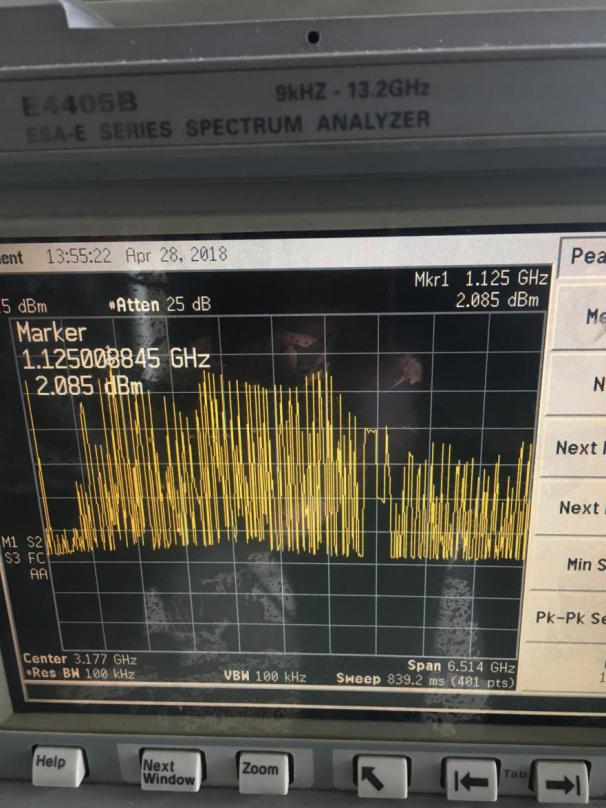 E4405B 9kHZ - 13.2GHz
ESA-E SERIES SPECTRUM ANALYZER
ent 13:55:22 Apr 28, 2018
Pea
Mkr1 1.125 GHz
5 dBm #Atten 25 dB 2.085 dBm
Marker
1.125008845 GHz
2.085 dBm
Me
N
Next
Next
M1 S2
S3 FC
AA
Min S
Pk-Pk Se
Center 3.177 GHz Span 6.514 GHz
#Res BW 100 kHz VBW 100 kHz Sweep 839.2 ms (401 pts)
Help
Next
Window
Zoom
Tab